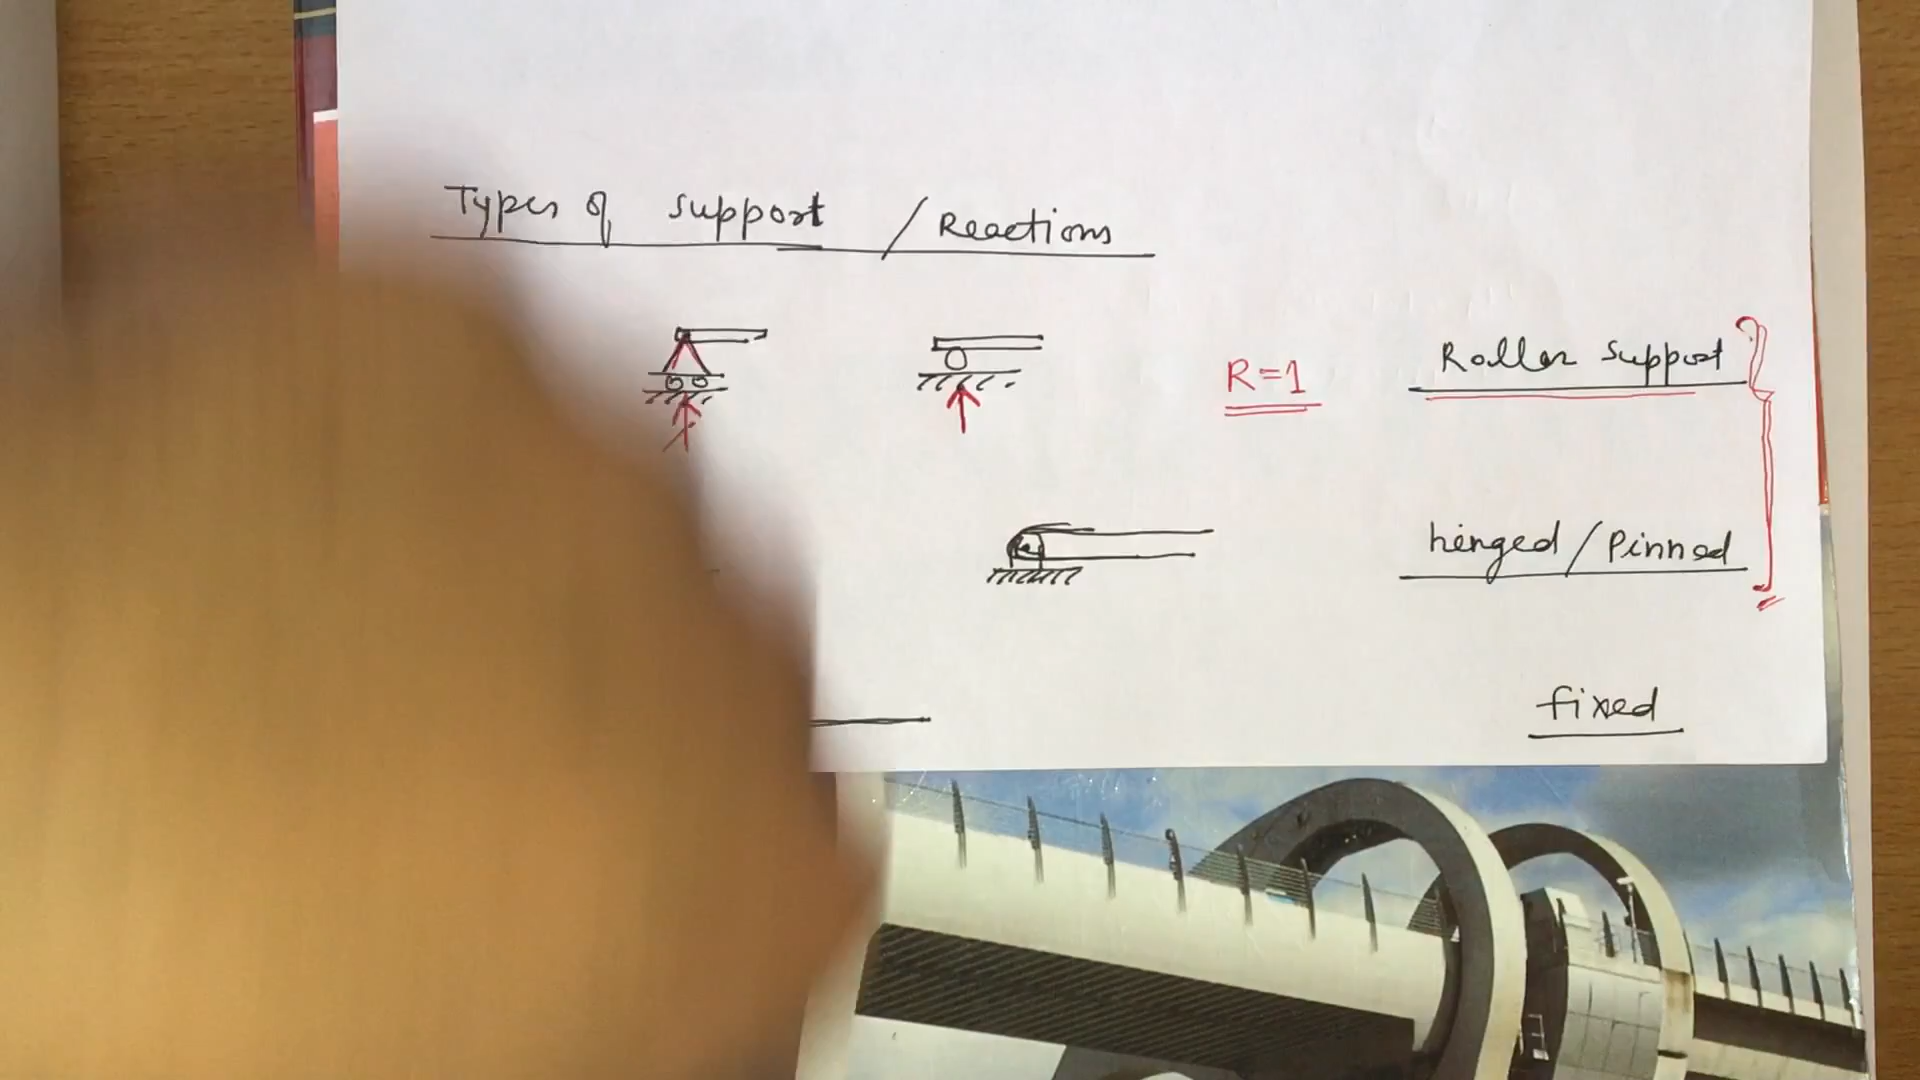 Types of support / Reactions
R=1 Roller support
hinged / Pinned
fixed